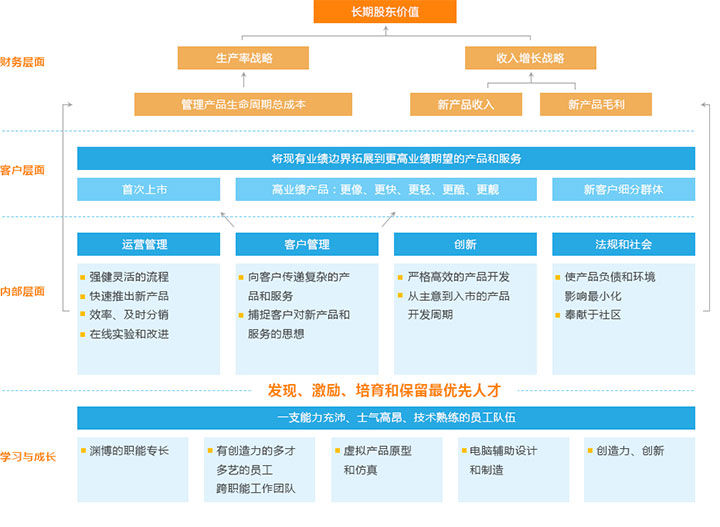 长期股东价值
财务层面
生产率战略
收入增长战略
管理产品生命周期总成本
新产品收入
新产品毛利
客户层面
将现有业绩边界拓展到更高业绩期望的产品和服务
首次上市
高业绩产品：更像、更快、更轻、更酷、更靓
新客户细分群体
内部层面
运营管理
强健灵活的流程
快速推出新产品
效率、及时分销
在线实验和改进
客户管理
向客户传递复杂的产
品和服务
捕捉客户对新产品和
服务的思想
创新
严格高效的产品开发
从主意到入市的产品
开发周期
法规和社会
使产品负债和环境
影响最小化
奉献于社区
发现、激励、培育和保留最优先人才
一支能力充沛、士气高昂、技术熟练的员工队伍
学习与成长
渊博的职能专长
有创造力的多才
多艺的员工
跨职能工作团队
虚拟产品原型
和仿真
电脑辅助设计
和制造
创造力、创新